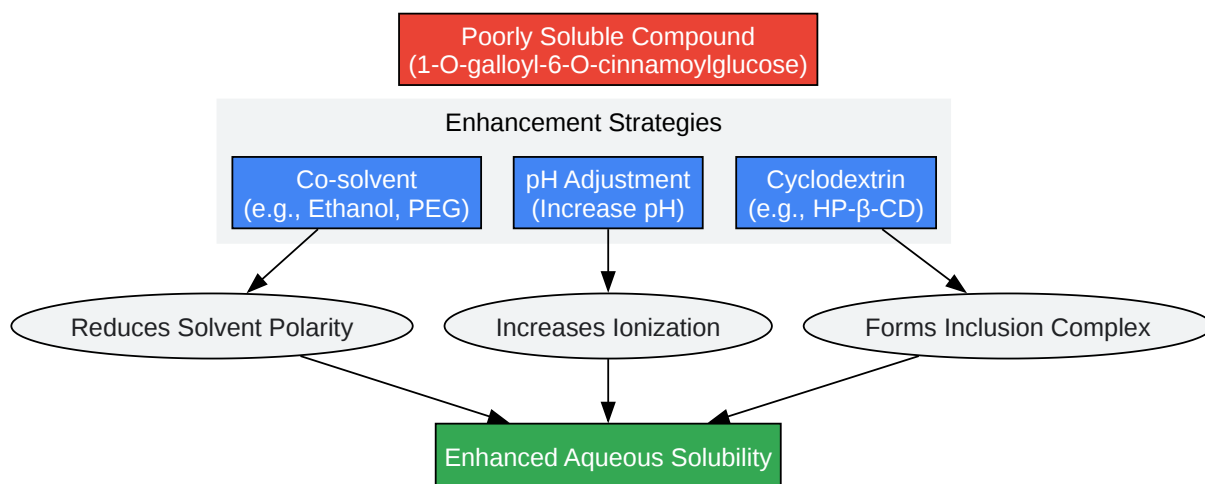 Poorly Soluble Compound
(1-O-galloyl-6-O-cinnamoylglucose)
Enhancement Strategies
Co-solvent
(e.g., Ethanol, PEG)
pH Adjustment
(Increase pH)
Cyclodextrin
(e.g., HP-β-CD)
Reduces Solvent Polarity
Increases Ionization
Forms Inclusion Complex
Enhanced Aqueous Solubility